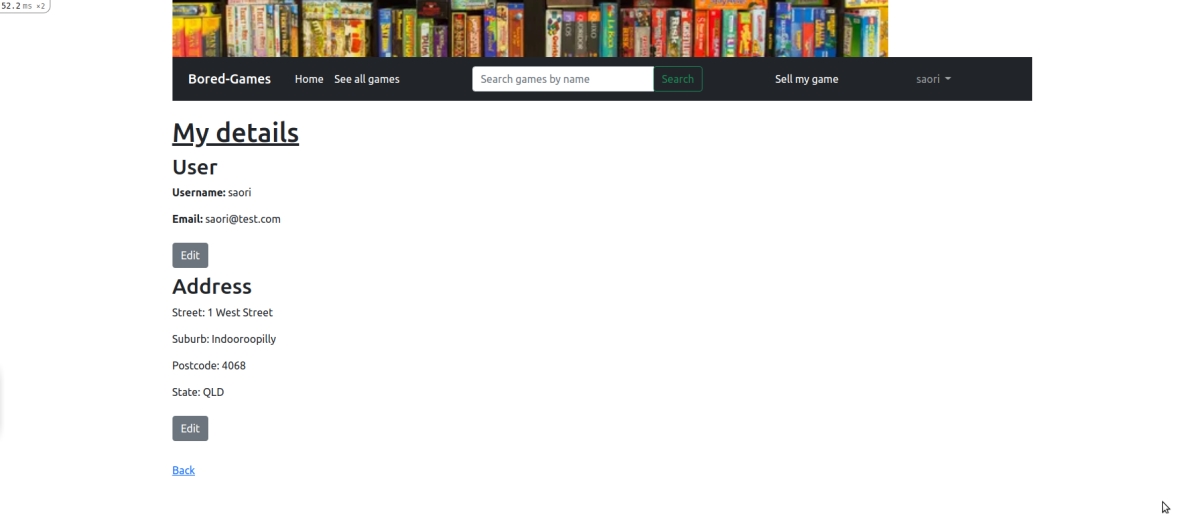 52.2 ms ×2
Bored-Games Home See all games Search games by name Search Sell my game saori
My details
User
Username: saori
Email: saori@test.com
Edit
Address
Street: 1 West Street
Suburb: Indooroopilly
Postcode: 4068
State: QLD
Edit
Back